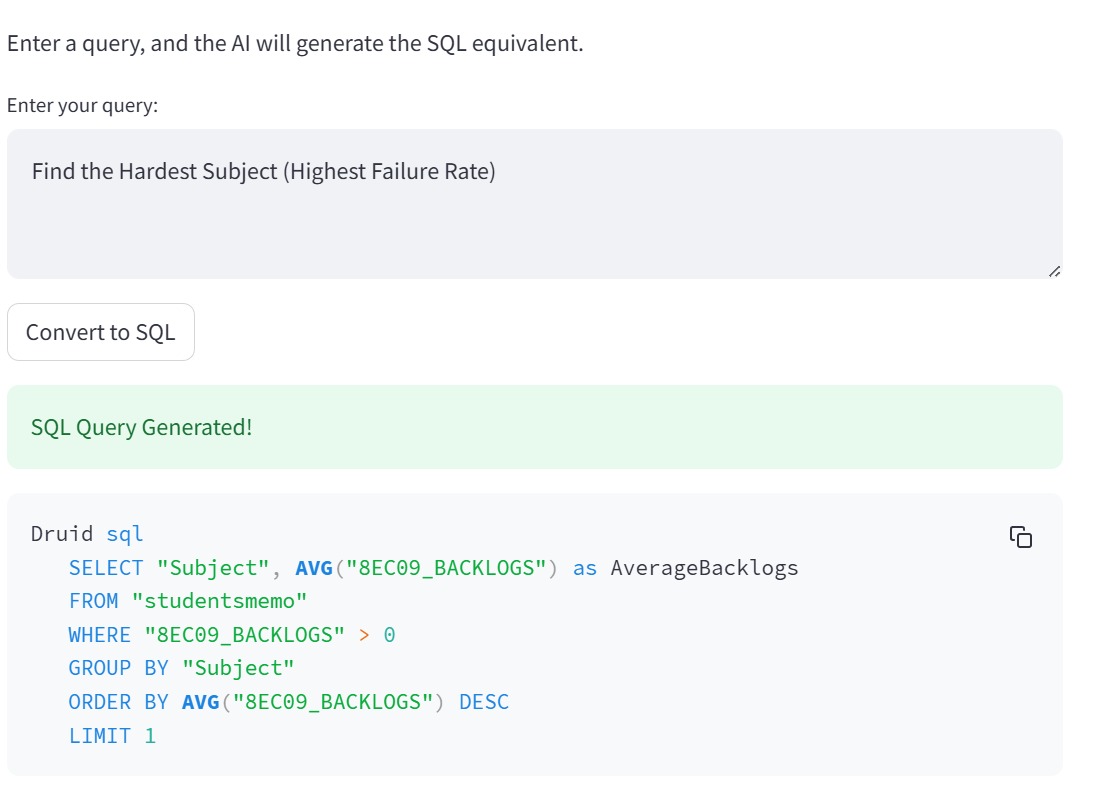 Enter a query, and the AI will generate the SQL equivalent.
Enter your query:
Find the Hardest Subject (Highest Failure Rate)
Convert to SQL
SQL Query Generated!
Druid sql
SELECT "Subject", AVG("8EC09_BACKLOGS") as AverageBacklogs
FROM "studentsmemo"
WHERE "8EC09_BACKLOGS" > 0
GROUP BY "Subject"
ORDER BY AVG("8EC09_BACKLOGS") DESC
LIMIT 1